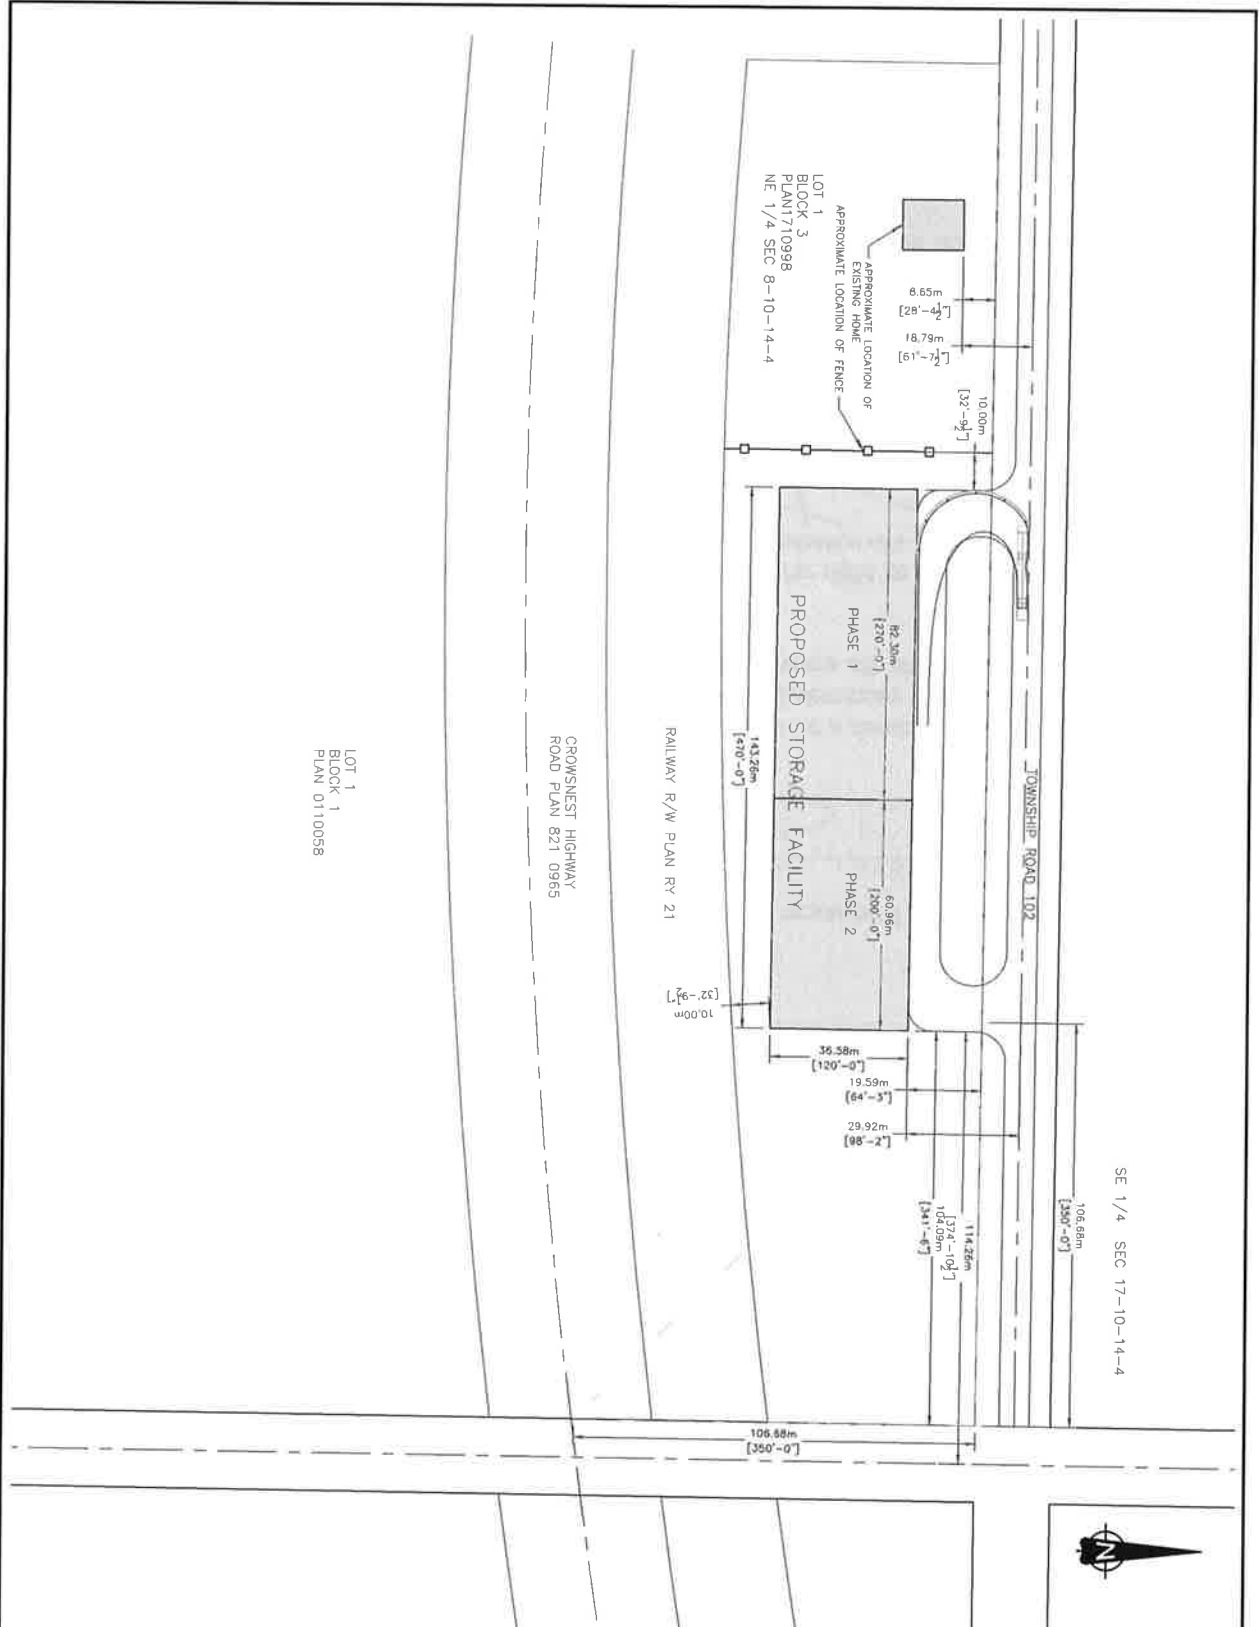 SE 1/4 SEC 17-10-14-4
106.68m
[350'-0"]
TOWNSHIP ROAD 102
8.65m
[28'-4½"]
18.79m
[61'-7½"]
10.00m
[32'-9½"]
APPROXIMATE LOCATION OF
EXISTING HOME
APPROXIMATE LOCATION OF FENCE
LOT 1
BLOCK 3
PLAN1710998
NE 1/4 SEC 8-10-14-4
82.30m
[270'-0"]
PHASE 1
60.96m
[200'-0"]
PHASE 2
PROPOSED STORAGE FACILITY
143.26m
[470'-0"]
10.00m
[32'-9½"]
36.58m
[120'-0"]
19.59m
[64'-3"]
29.92m
[98'-2"]
114.26m
[374'-10½"]
104.09m
[341'-6"]
106.68m
[350'-0"]
RAILWAY R/W PLAN RY 21
CROWSNEST HIGHWAY
ROAD PLAN 821 0965
LOT 1
BLOCK 1
PLAN 0110058
N